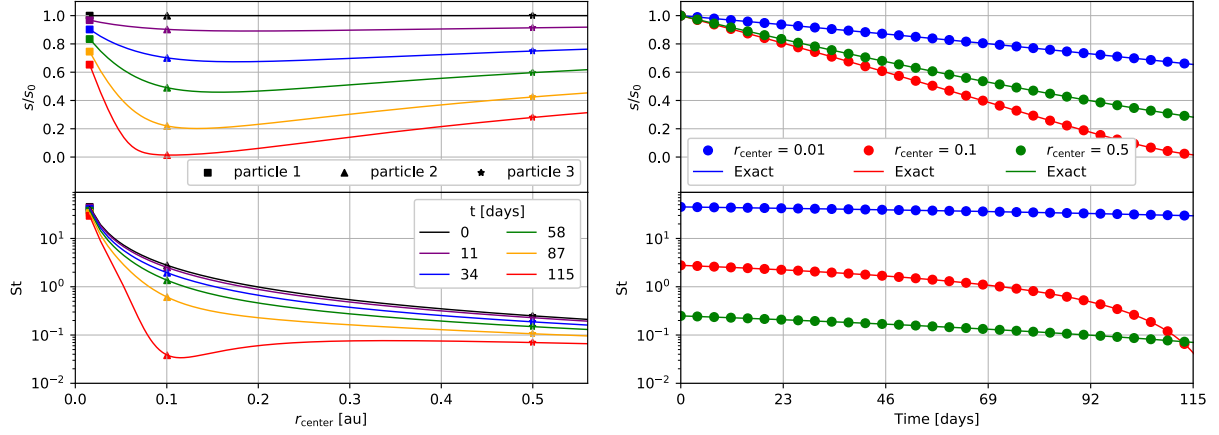 1.0
0.8
0.6
0.4
0.2
0.0
s/s0
particle 1 particle 2 particle 3
10^1
10^0
10^−1
10^−2
St
t [days]
0 58
11 87
34 115
0.0 0.1 0.2 0.3 0.4 0.5
r_center [au]
1.0
0.8
0.6
0.4
0.2
0.0
s/s0
r_center = 0.01 r_center = 0.1 r_center = 0.5
Exact Exact Exact
10^1
10^0
10^−1
10^−2
St
0 23 46 69 92 115
Time [days]